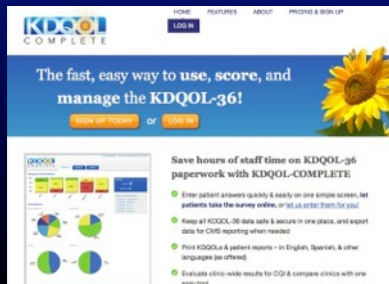 KDQOL
COMPLETE
HOME FEATURES ABOUT PRICING & SIGN UP
LOG IN
The fast, easy way to use, score, and
manage the KDQOL-36!
SIGN UP TODAY or LOG IN
Save hours of staff time on KDQOL-36
paperwork with KDQOL-COMPLETE
Enter patient answers quickly & easily on one simple screen, let
patients take the survey online, or let us enter them for you!
Keep all KDQOL-36 data safe & secure in one place, and export
data for CMS reporting when needed
Print KDQOLs & patient reports – in English, Spanish, & other
languages (as offered)
Evaluate clinic-wide results for CQI & compare clinics with one
easy tool